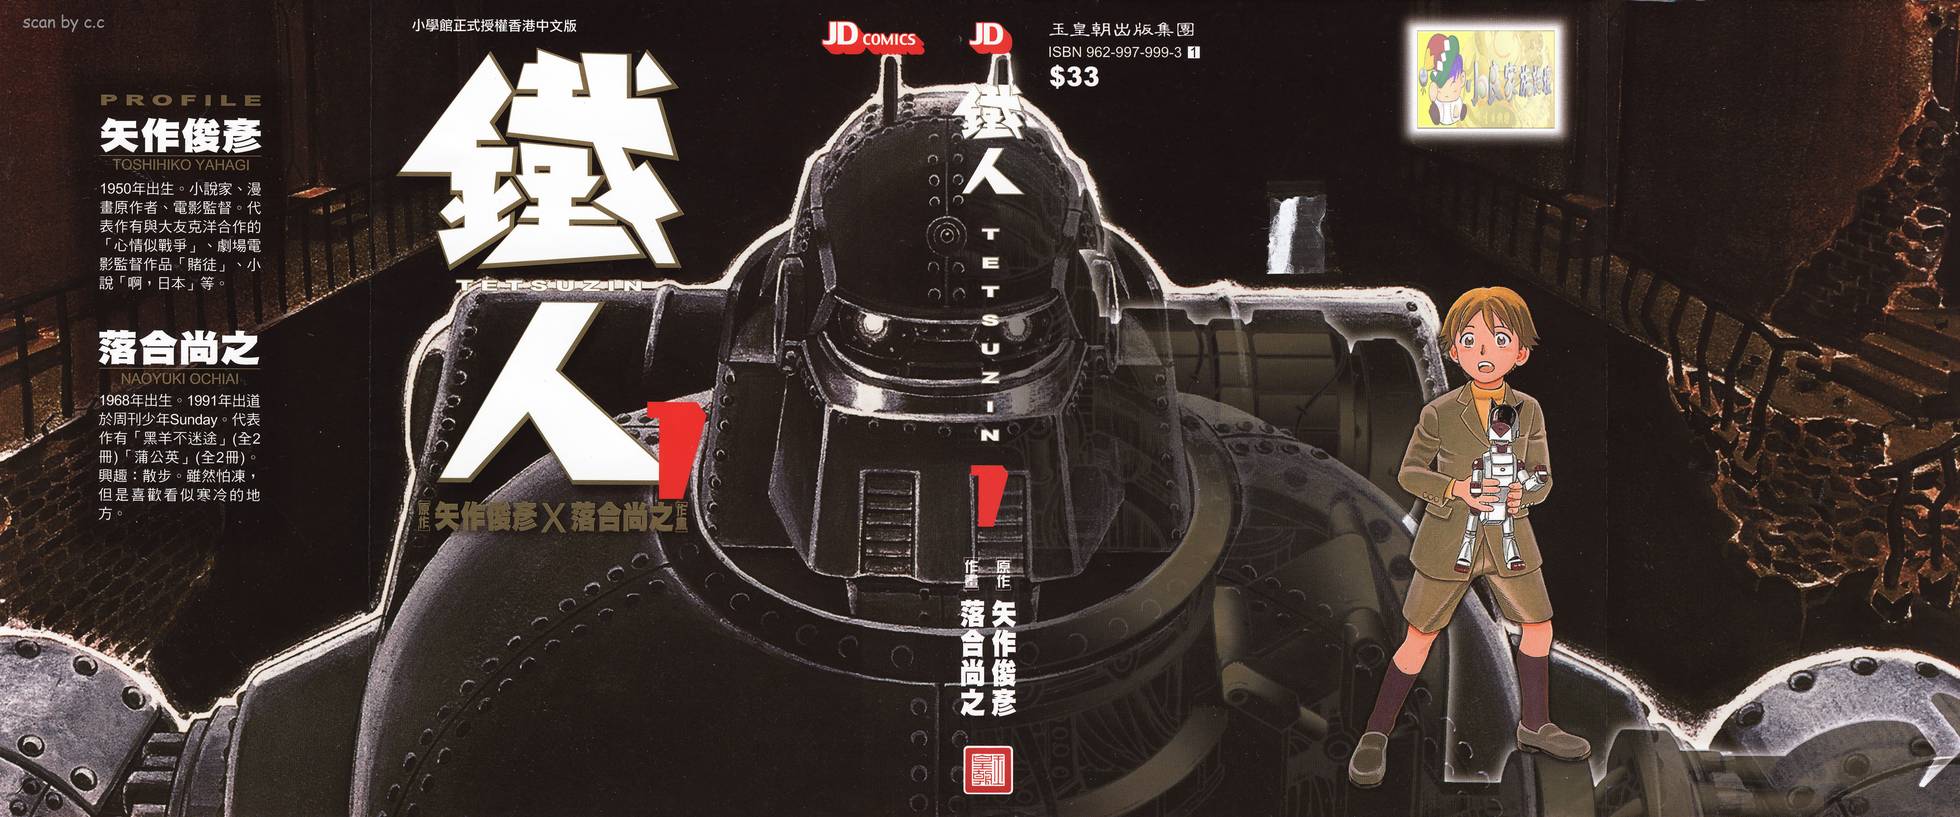 scan by c.c
PROFILE
矢作俊彥
TOSHIHIKO YAHAGI
1950年出生。小說家、漫
畫原作者、電影監督。代
表作有與大友克洋合作的
「心情似戰爭」、劇場電
影監督作品「賭徒」、小
說「啊，日本」等。
落合尚之
NAOYUKI OCHIAI
1968年出生。1991年出道
於周刊少年Sunday。代表
作有「黑羊不迷途」(全2
冊)「蒲公英」(全2冊)。
興趣：散步。雖然怕凍，
但是喜歡看似寒冷的地
方。
小學館正式授權香港中文版
鐵
TETSUZIN
人
1
原作 矢作俊彥 X 落合尚之 作畫
JD COMICS
JD
鐵人
TETSUZIN
1
原作 矢作俊彥
作畫 落合尚之
玉皇朝
玉皇朝出版集團
ISBN 962-997-999-3 1
$33